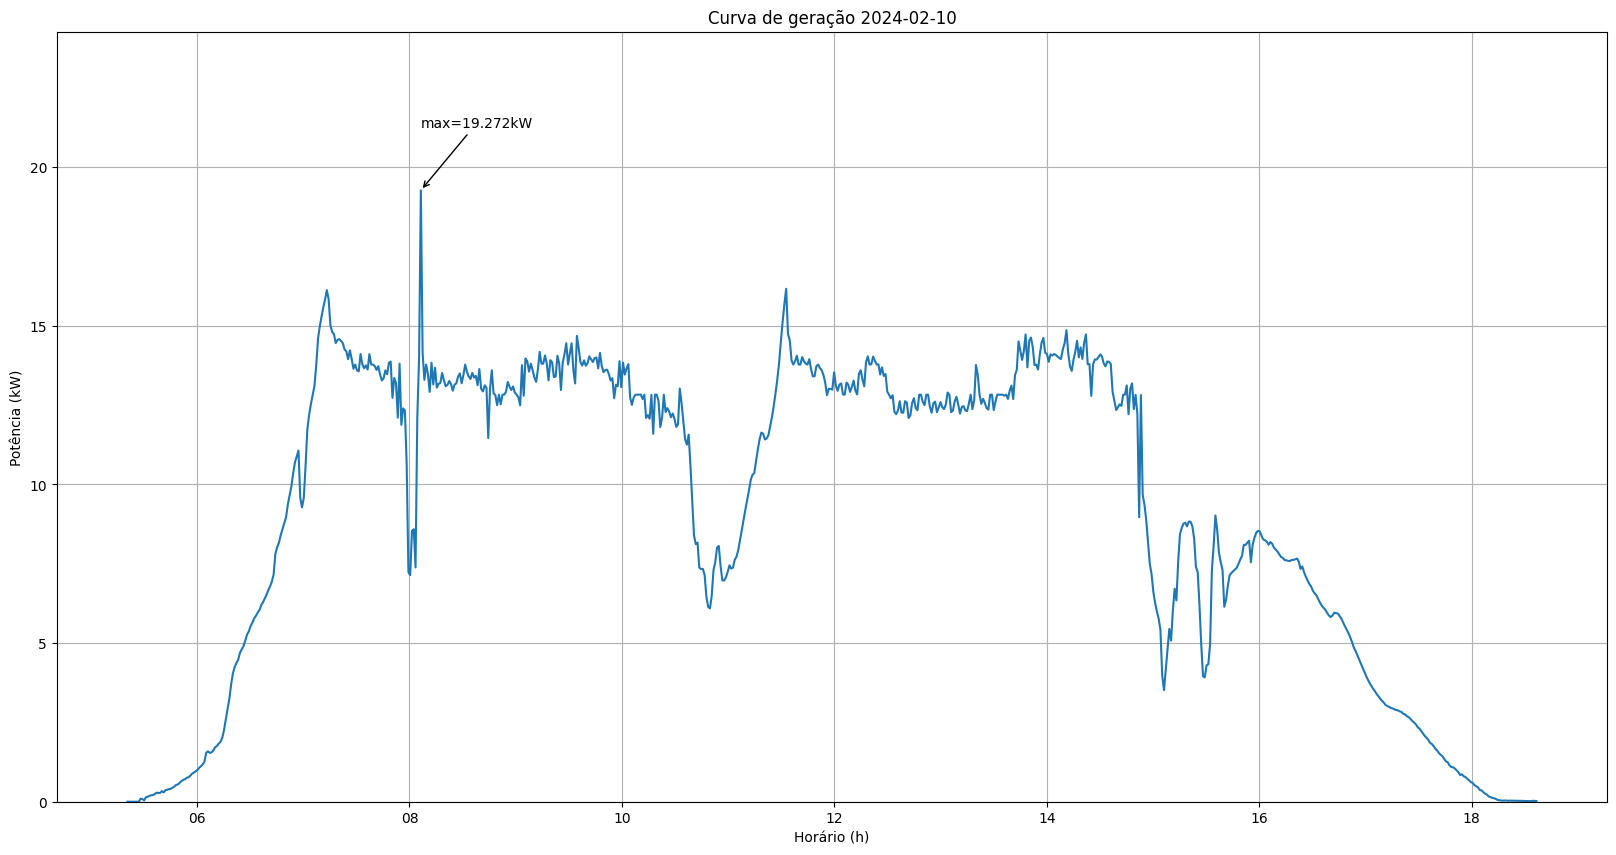 Curva de geração 2024-02-10
max=19.272kW
Potência (kW)
20
15
10
5
0
06 08 10 12 14 16 18
Horário (h)